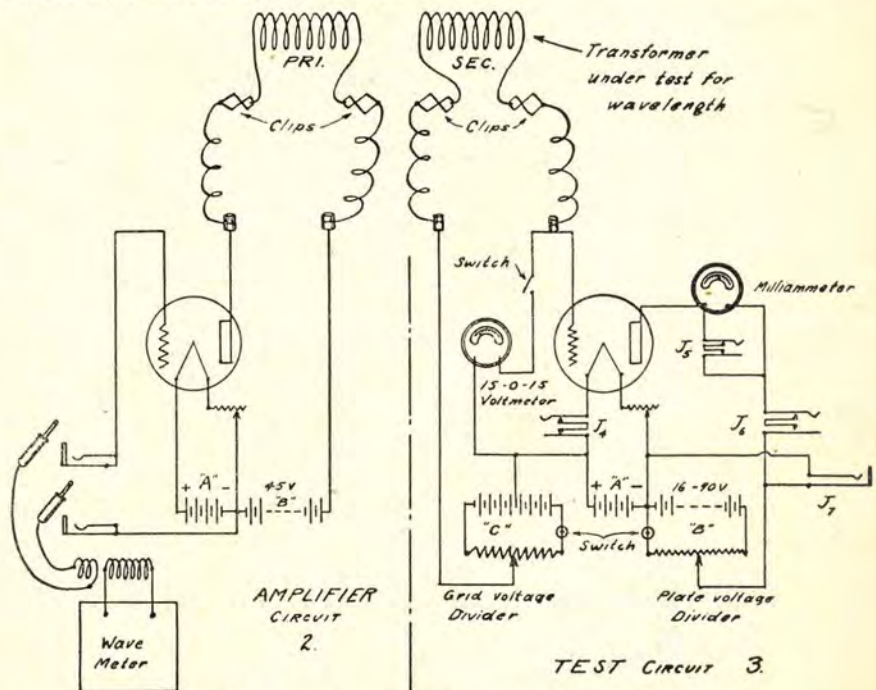 PRI.
SEC.
Transformer
under test for
wavelength
Clips
Clips
Switch
Milliammeter
15-0-15
Voltmeter
J5
J4
J6
J7
+ "A" -
45V
"B"
+ "A" -
16-90V
"B"
"C"
Switch
AMPLIFIER
CIRCUIT
2.
Grid voltage
Divider
Plate voltage
Divider
Wave
Meter
TEST CIRCUIT 3.